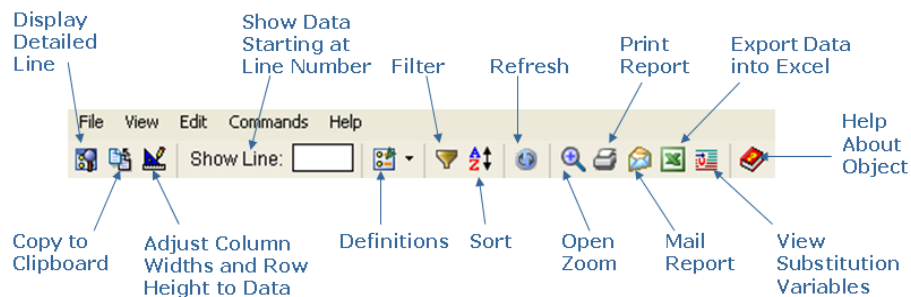 Display
Detailed
Line
Show Data
Starting at
Line Number
Filter
Refresh
Print
Report
Export Data
into Excel
File View Edit Commands Help
Show Line:
Help
About
Object
Copy to
Clipboard
Adjust Column
Widths and Row
Height to Data
Definitions
Sort
Open
Zoom
Mail
Report
View
Substitution
Variables